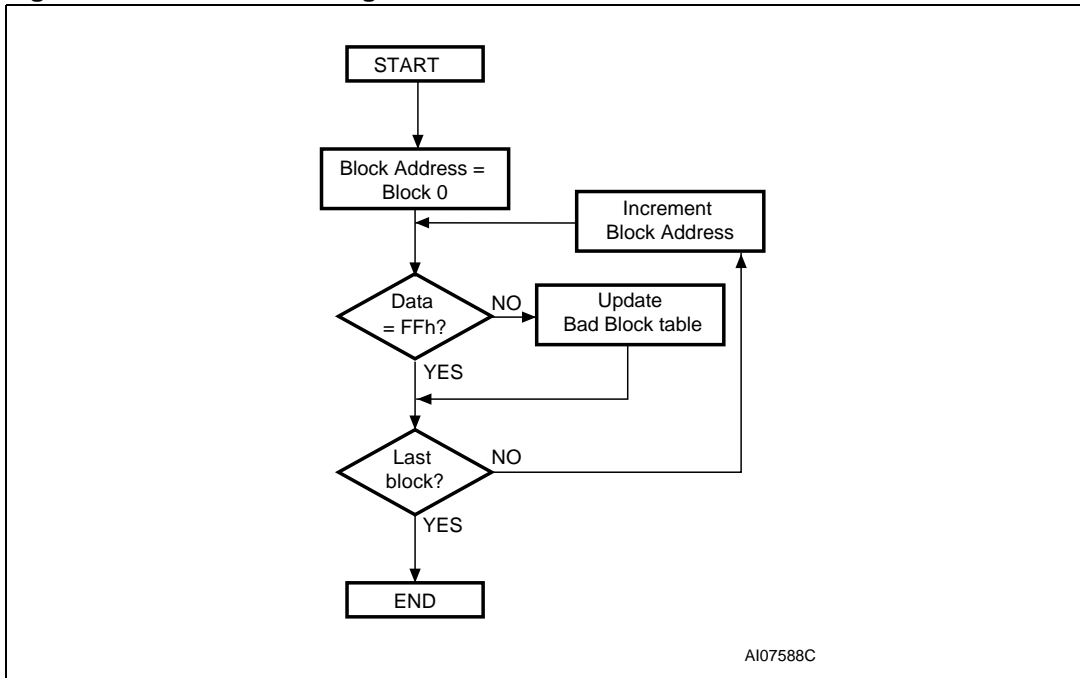 START
Block Address =
Block 0
Increment
Block Address
Data
= FFh?
NO
Update
Bad Block table
YES
Last
block?
NO
YES
END
AI07588C